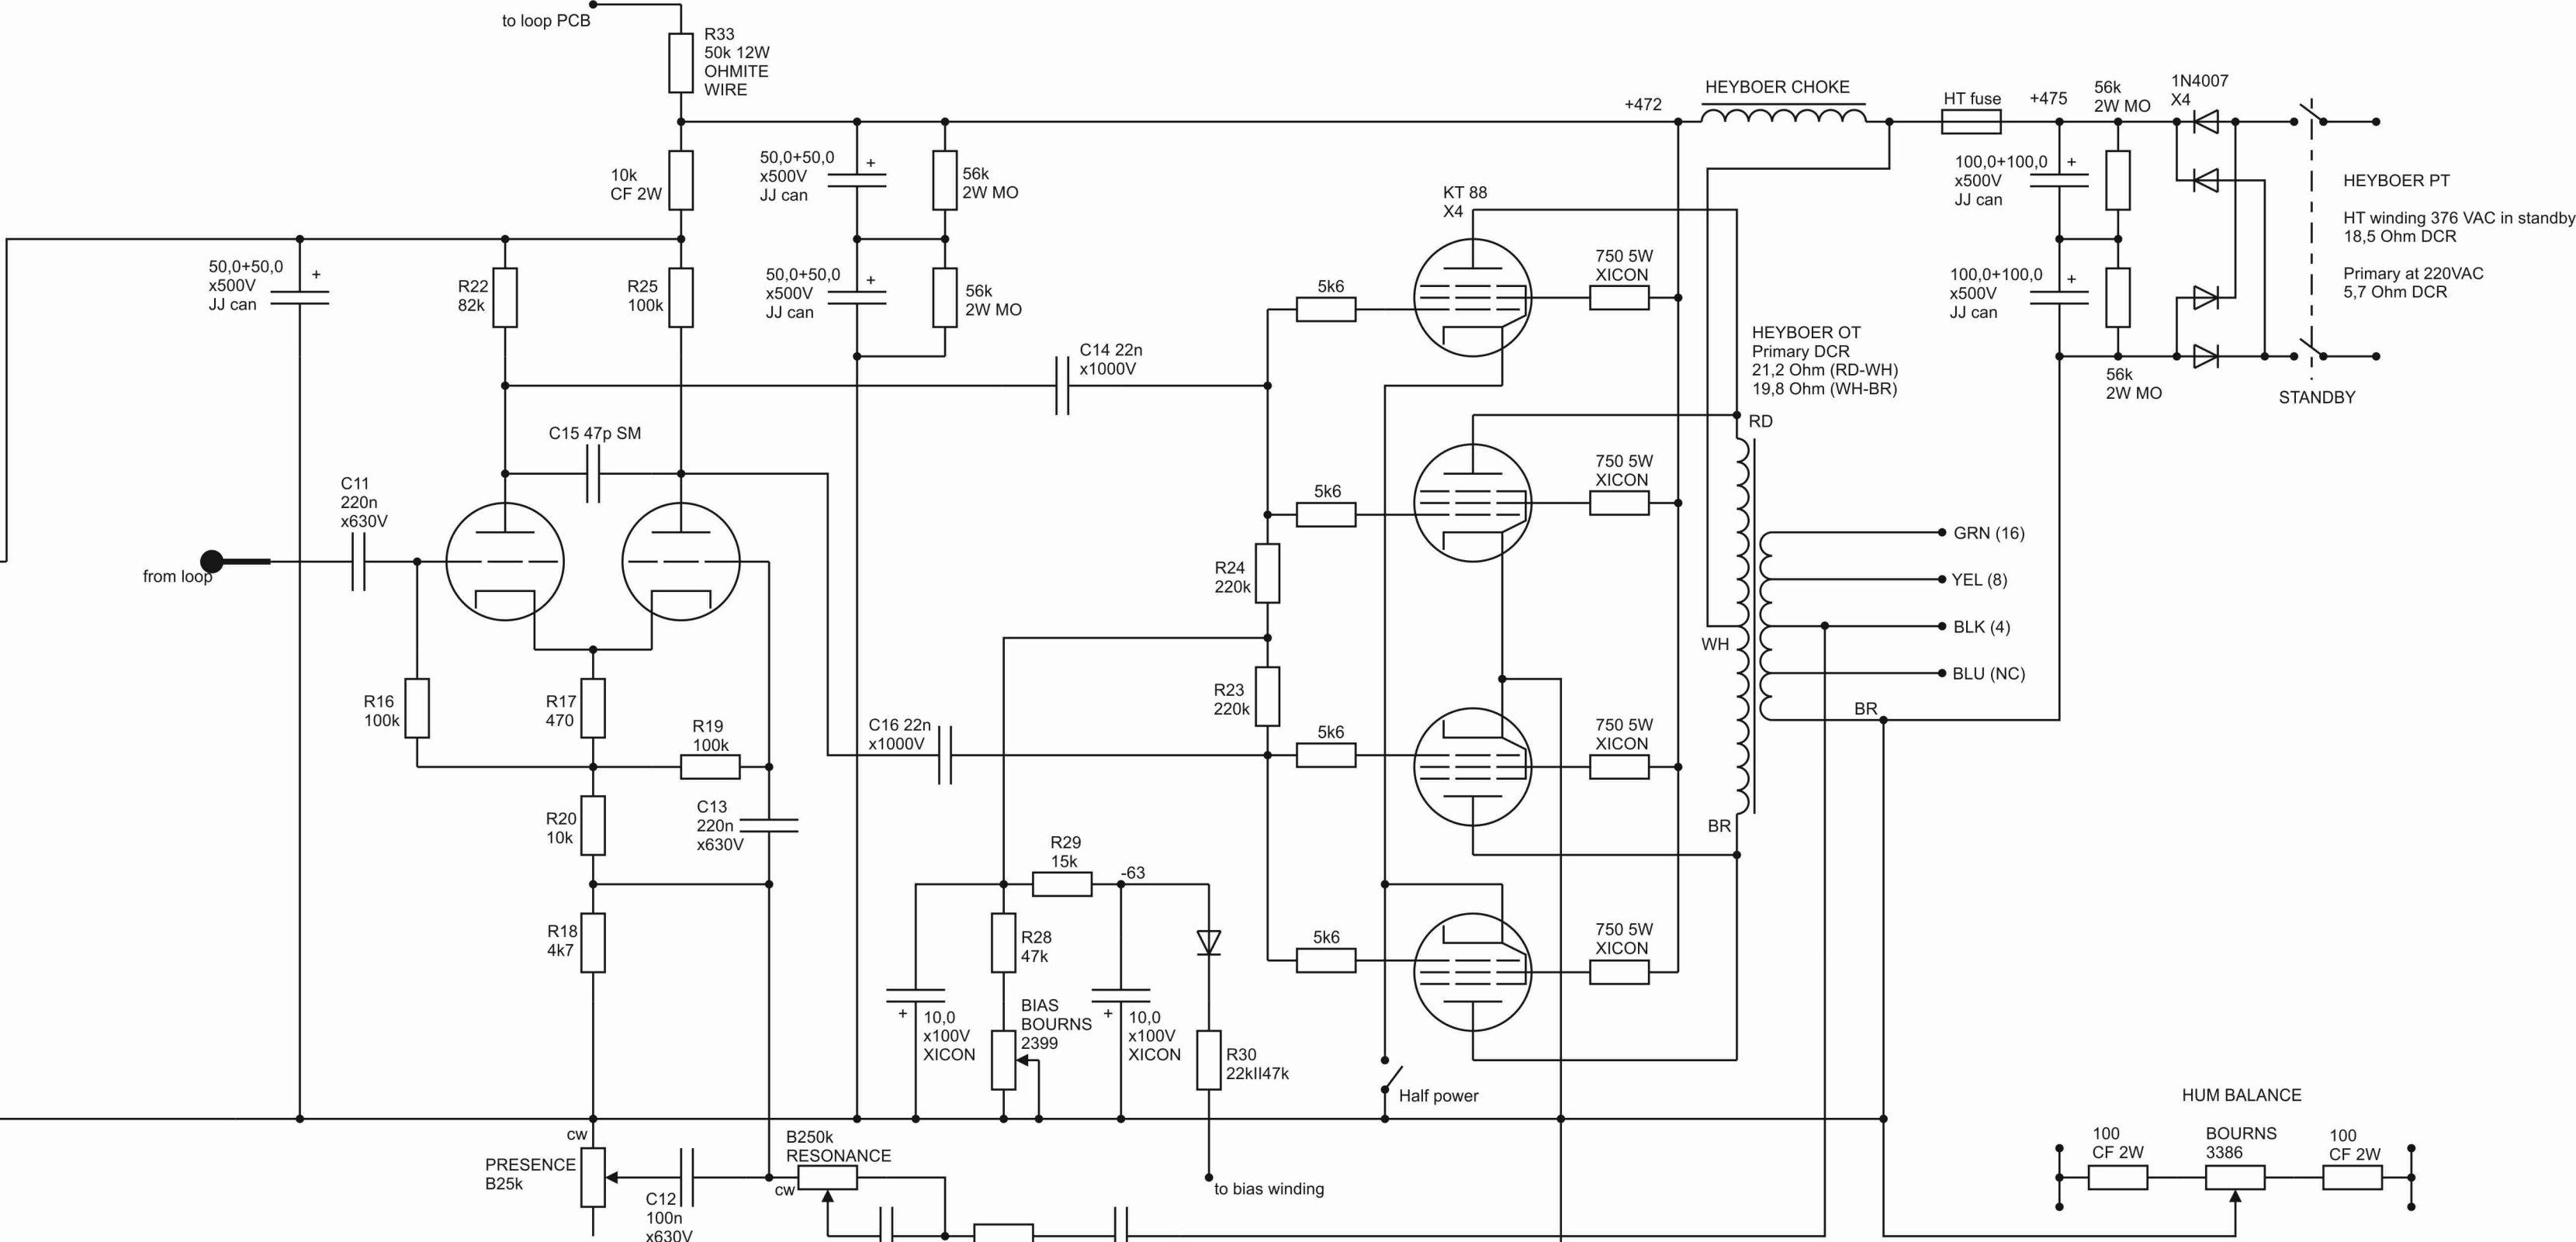 to loop PCB
R33
50k 12W
OHMITE
WIRE
+472
HEYBOER CHOKE
HT fuse
+475
56k
2W MO
1N4007
X4
10k
CF 2W
50,0+50,0
x500V
JJ can
+
56k
2W MO
KT 88
X4
100,0+100,0
x500V
JJ can
+
HEYBOER PT
HT winding 376 VAC in standby
18,5 Ohm DCR
Primary at 220VAC
5,7 Ohm DCR
50,0+50,0
x500V
JJ can
+
R22
82k
R25
100k
50,0+50,0
x500V
JJ can
+
56k
2W MO
5k6
750 5W
XICON
100,0+100,0
x500V
JJ can
+
C14 22n
x1000V
HEYBOER OT
Primary DCR
21,2 Ohm (RD-WH)
19,8 Ohm (WH-BR)
56k
2W MO
STANDBY
C15 47p SM
RD
5k6
750 5W
XICON
C11
220n
x630V
from loop
GRN (16)
YEL (8)
BLK (4)
BLU (NC)
BR
R24
220k
WH
R16
100k
R17
470
R19
100k
C16 22n
x1000V
R23
220k
5k6
750 5W
XICON
R20
10k
C13
220n
x630V
BR
R29
15k
-63
R18
4k7
R28
47k
5k6
750 5W
XICON
+
10,0
x100V
XICON
BIAS
BOURNS
2399
+
10,0
x100V
XICON
R30
22kII47k
Half power
HUM BALANCE
cw
PRESENCE
B25k
C12
100n
x630V
B250k
RESONANCE
cw
to bias winding
100
CF 2W
BOURNS
3386
100
CF 2W